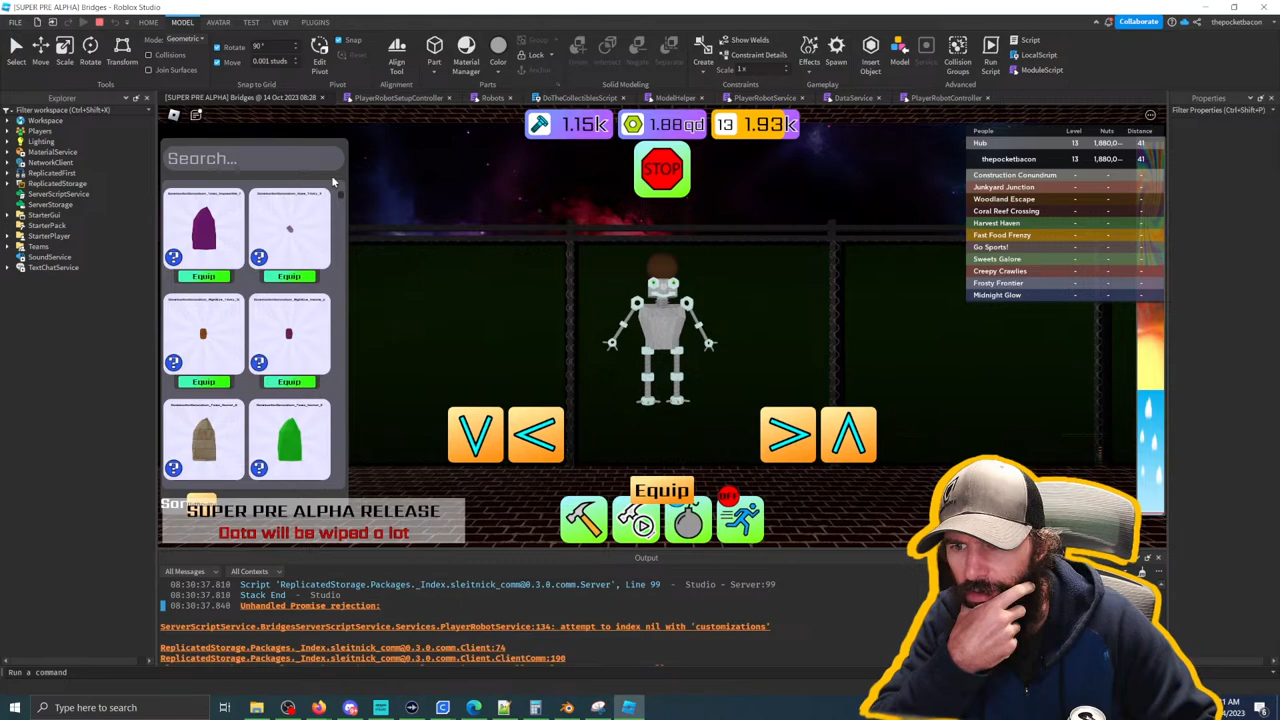 [SUPER PRE ALPHA] Bridges - Roblox Studio
FILE HOME MODEL AVATAR TEST VIEW PLUGINS Collaborate thepocketbacon
Mode: Geometric
Collisions
Join Surfaces
Rotate 90°
Move 0.001 studs
Snap
Reset
Group
Lock
Anchor
Show Welds
Constraint Details
Scale 1 x
Script
LocalScript
ModuleScript
Select Move Scale Rotate Transform Edit Pivot Align Tool Part Material Manager Color Union Intersect Negate Separate Create Effects Spawn Insert Object Model Service Collision Groups Run Script
Tools Snap to Grid Pivot Alignment Parts Solid Modeling Constraints Gameplay Advanced
Explorer
Filter workspace (Ctrl+Shift+X)
Workspace
Players
Lighting
MaterialService
NetworkClient
ReplicatedFirst
ReplicatedStorage
ServerScriptService
ServerStorage
StarterGui
StarterPack
StarterPlayer
Teams
SoundService
TextChatService
[SUPER PRE ALPHA] Bridges @ 14 Oct 2023 08:28 PlayerRobotSetupController Robots DoTheCollectiblesScript ModelHelper PlayerRobotService DataService PlayerRobotController
Properties
Filter Properties (Ctrl+Shift+P)
1.15k 1.88qd 13 1.93k
STOP
Search...
Equip Equip
Equip Equip
People Level Nuts Distance
Hub 13 1,880,0— 41
thepocketbacon 13 1,880,0— 41
Construction Conundrum - - -
Junkyard Junction - - -
Woodland Escape - - -
Coral Reef Crossing - - -
Harvest Haven - - -
Fast Food Frenzy - - -
Go Sports! - - -
Sweets Galore - - -
Creepy Crawlies - - -
Frosty Frontier - - -
Midnight Glow - - -
Equip
OFF
SUPER PRE ALPHA RELEASE
Data will be wiped a lot
Output
All Messages All Contexts
08:30:37.810 Script 'ReplicatedStorage.Packages._Index.sleitnick_comm@0.3.0.comm.Server', Line 99 - Studio - Server:99
08:30:37.810 Stack End - Studio
08:30:37.840 Unhandled Promise rejection:
ServerScriptService.BridgesServerScriptService.Services.PlayerRobotService:134: attempt to index nil with 'customizations'
ReplicatedStorage.Packages._Index.sleitnick_comm@0.3.0.comm.Client:74
ReplicatedStorage.Packages._Index.sleitnick_comm@0.3.0.comm.ClientComm:190
Run a command
Type here to search